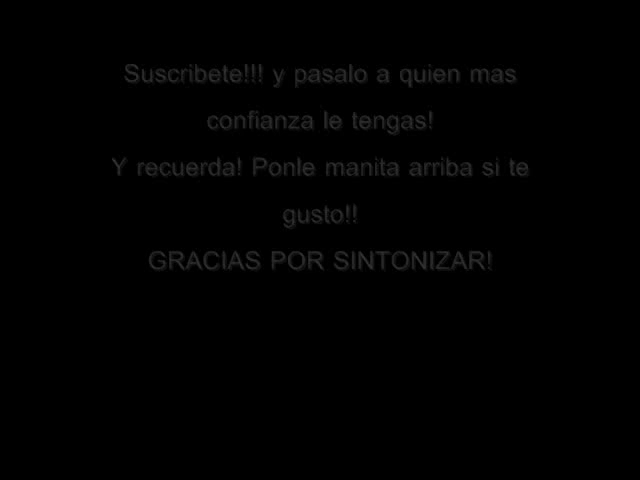 Suscribete!!! y pasalo a quien mas
confianza le tengas!
Y recuerda! Ponle manita arriba si te
gusto!!
GRACIAS POR SINTONIZAR!